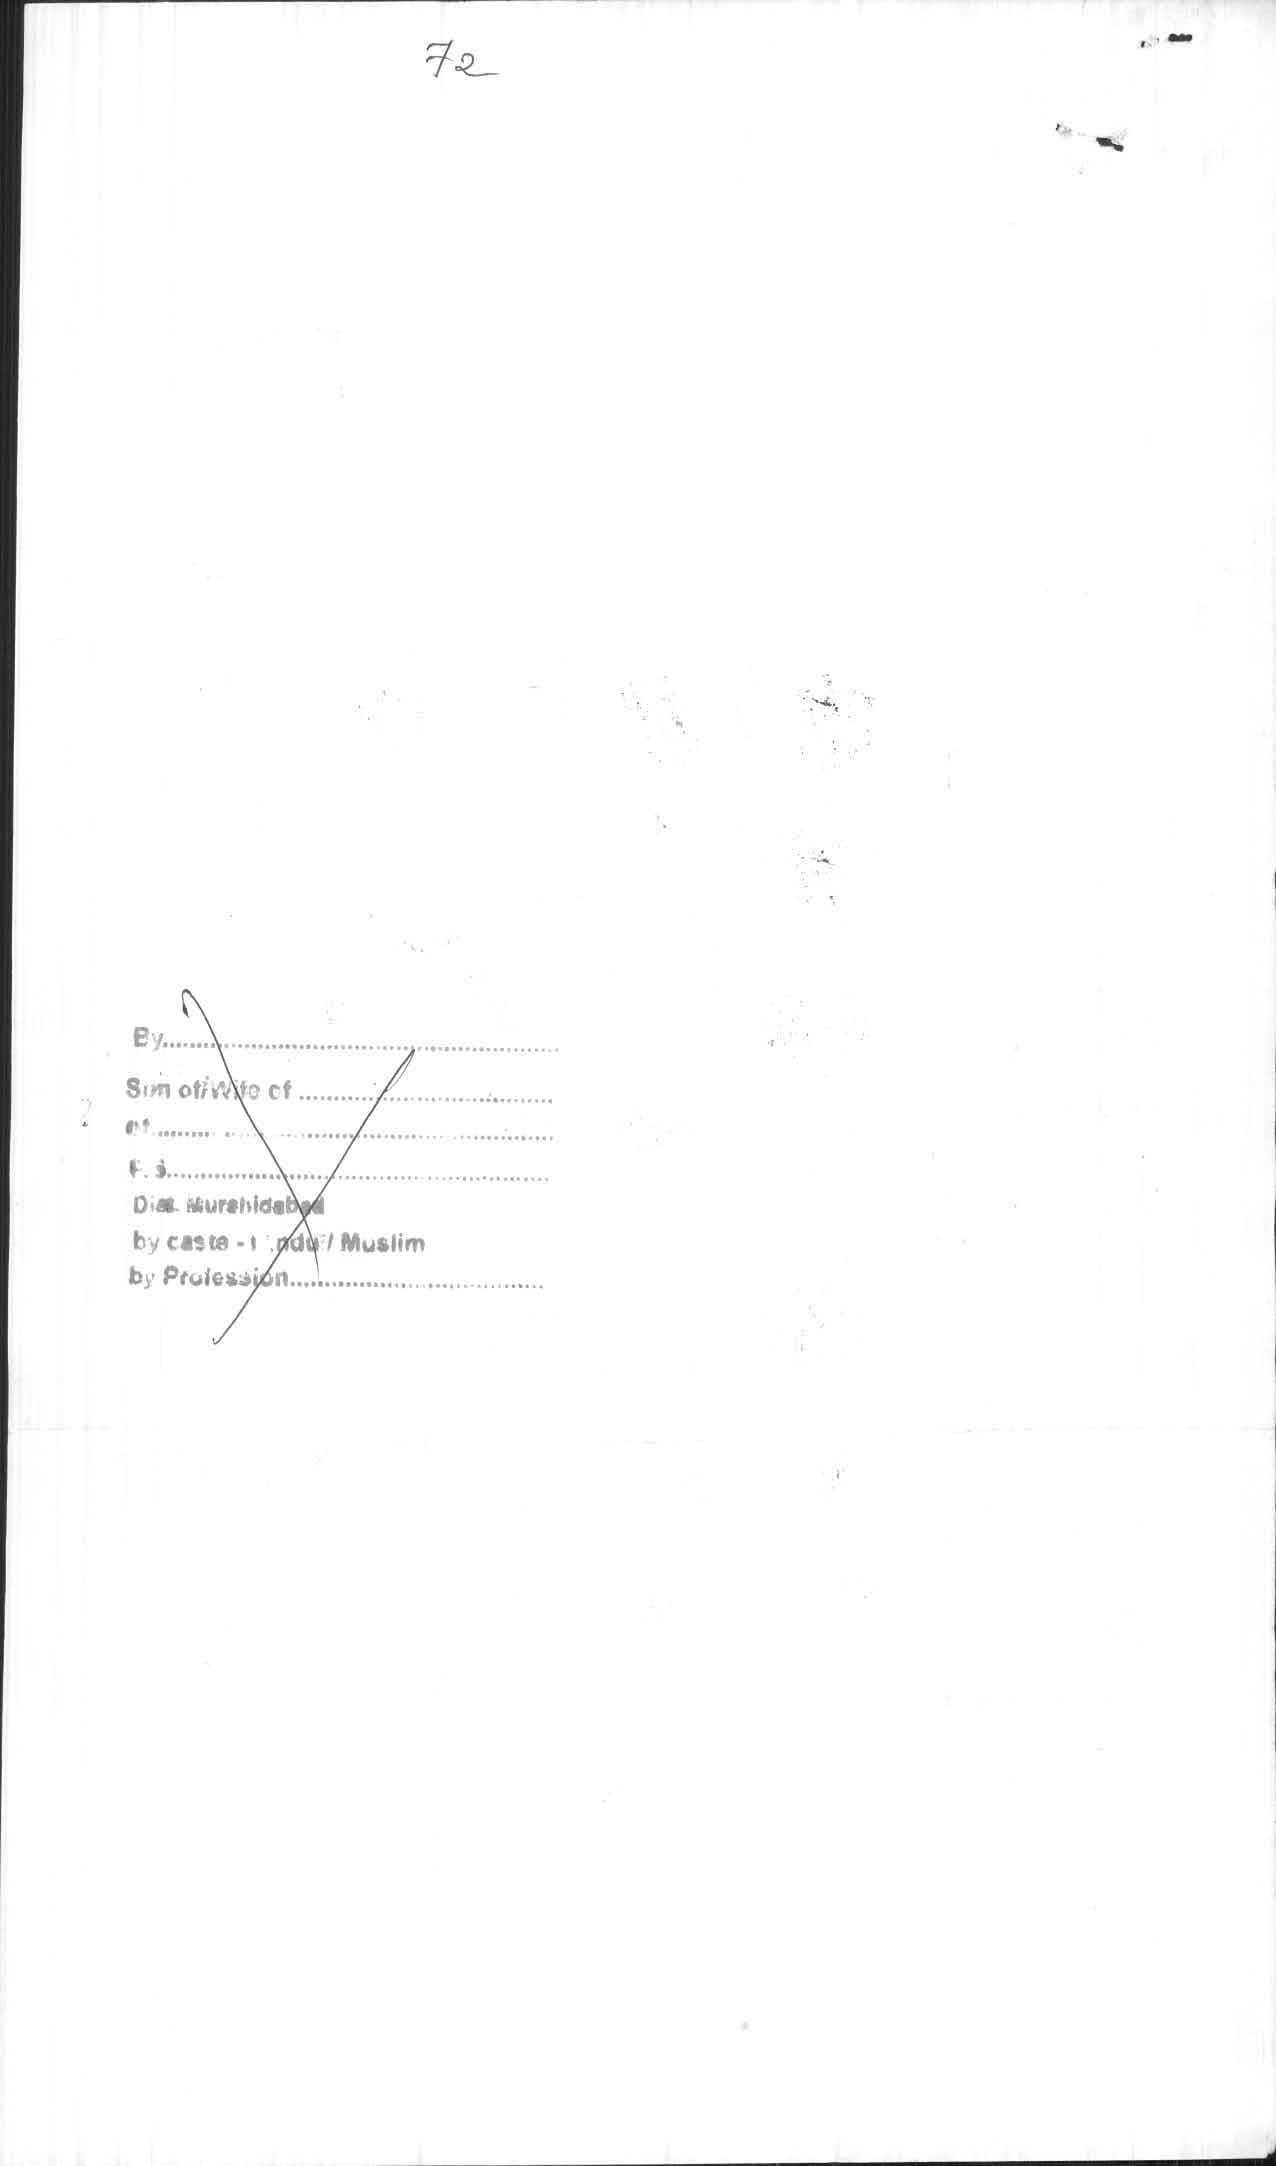 72
By..............................
Son of/Wife of ..............................
of..............................
P. S..............................
Dist. Murshidabad
by caste - Hindu / Muslim
by Profession..............................